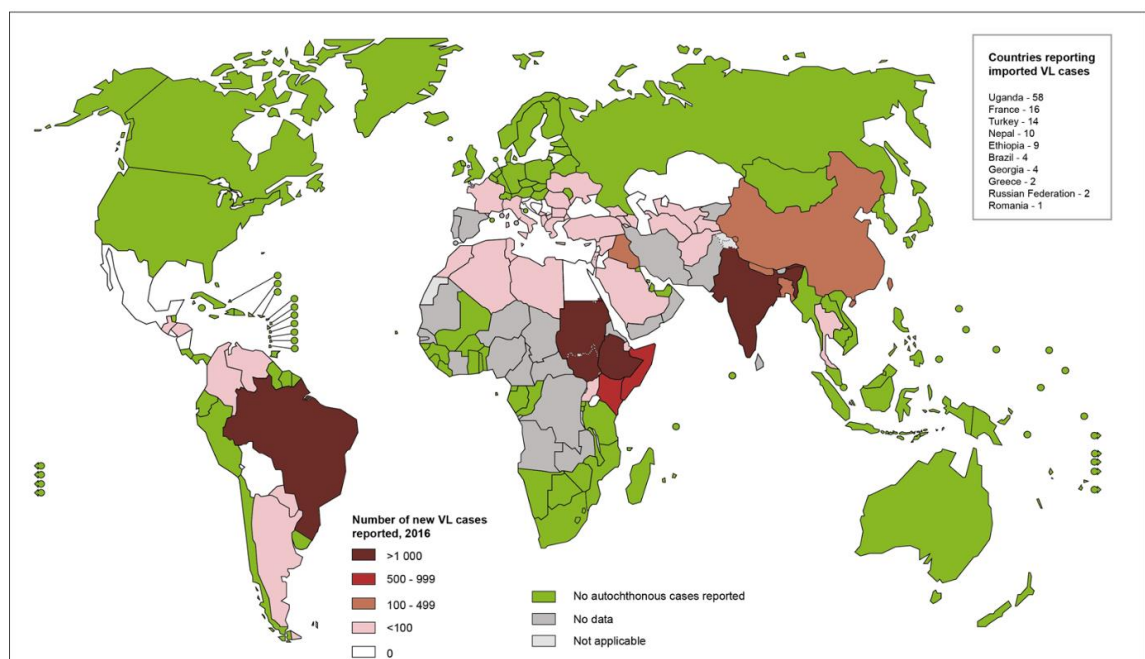 Countries reporting
imported VL cases
Uganda - 58
France - 16
Turkey - 14
Nepal - 10
Ethiopia - 9
Brazil - 4
Georgia - 4
Greece - 2
Russian Federation - 2
Romania - 1
Number of new VL cases
reported, 2016
>1 000
500 - 999
100 - 499
<100
0
No autochthonous cases reported
No data
Not applicable